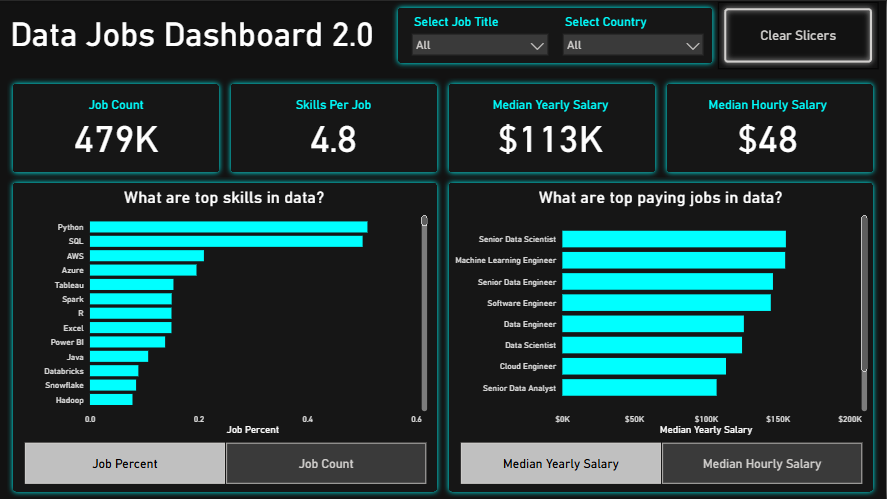 Data Jobs Dashboard 2.0
Select Job Title
All
Select Country
All
Clear Slicers
Job Count
479K
Skills Per Job
4.8
Median Yearly Salary
$113K
Median Hourly Salary
$48
What are top skills in data?
Python
SQL
AWS
Azure
Tableau
Spark
R
Excel
Power BI
Java
Databricks
Snowflake
Hadoop
0.0 0.2 0.4 0.6
Job Percent
Job Percent
Job Count
What are top paying jobs in data?
Senior Data Scientist
Machine Learning Engineer
Senior Data Engineer
Software Engineer
Data Engineer
Data Scientist
Cloud Engineer
Senior Data Analyst
$0K $50K $100K $150K $200K
Median Yearly Salary
Median Yearly Salary
Median Hourly Salary